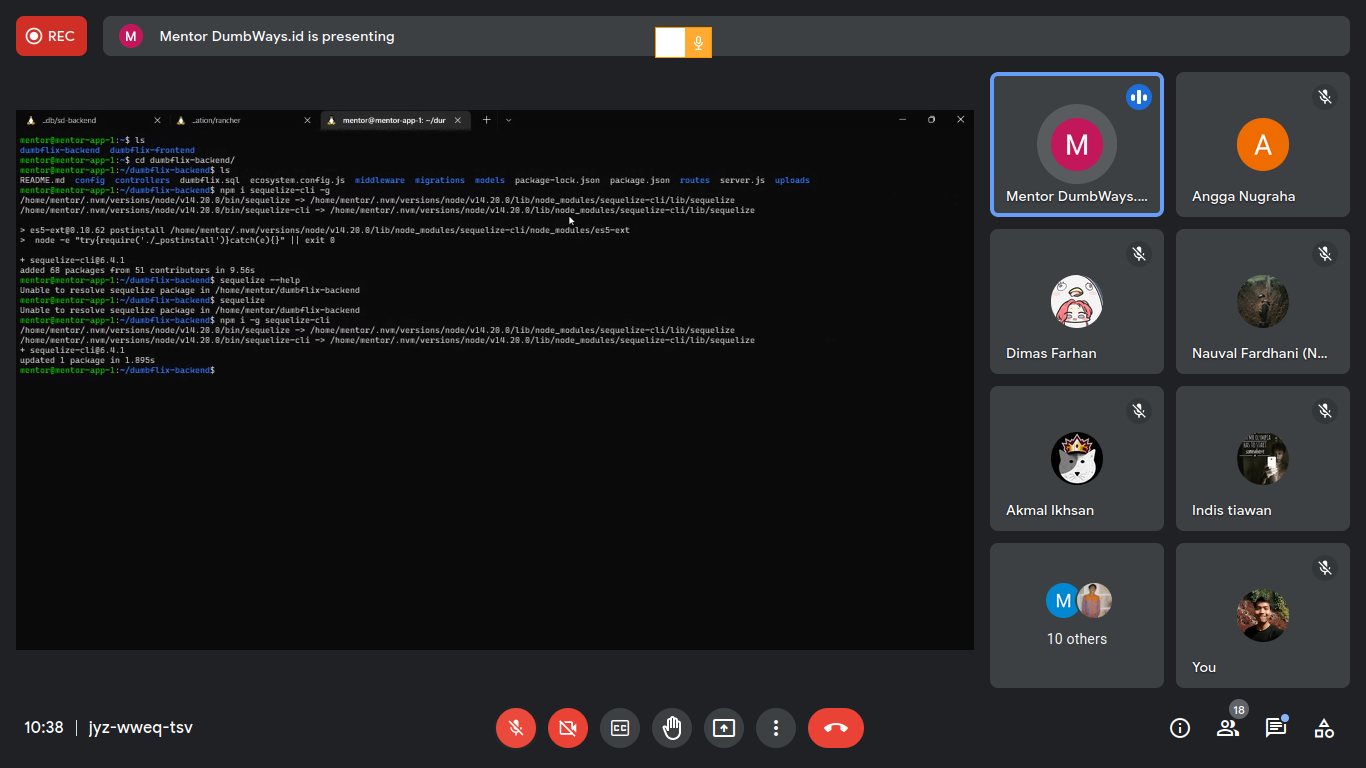 REC
M
Mentor DumbWays.id is presenting
_db/sd-backend
_ation/rancher
mentor@mentor-app-1: ~/dur
mentor@mentor-app-1:~$ ls
dumbflix-backend dumbflix-frontend
mentor@mentor-app-1:~$ cd dumbflix-backend/
mentor@mentor-app-1:~/dumbflix-backend$ ls
README.md config controllers dumbflix.sql ecosystem.config.js middleware migrations models package-lock.json package.json routes server.js uploads
mentor@mentor-app-1:~/dumbflix-backend$ npm i sequelize-cli -g
/home/mentor/.nvm/versions/node/v14.20.0/bin/sequelize -> /home/mentor/.nvm/versions/node/v14.20.0/lib/node_modules/sequelize-cli/lib/sequelize
/home/mentor/.nvm/versions/node/v14.20.0/bin/sequelize-cli -> /home/mentor/.nvm/versions/node/v14.20.0/lib/node_modules/sequelize-cli/lib/sequelize
> es5-ext@0.10.62 postinstall /home/mentor/.nvm/versions/node/v14.20.0/lib/node_modules/sequelize-cli/node_modules/es5-ext
> node -e "try{require('./_postinstall')}catch(e){}" || exit 0
+ sequelize-cli@6.4.1
added 68 packages from 51 contributors in 9.56s
mentor@mentor-app-1:~/dumbflix-backend$ sequelize --help
Unable to resolve sequelize package in /home/mentor/dumbflix-backend
mentor@mentor-app-1:~/dumbflix-backend$ sequelize
Unable to resolve sequelize package in /home/mentor/dumbflix-backend
mentor@mentor-app-1:~/dumbflix-backend$ npm i -g sequelize-cli
/home/mentor/.nvm/versions/node/v14.20.0/bin/sequelize -> /home/mentor/.nvm/versions/node/v14.20.0/lib/node_modules/sequelize-cli/lib/sequelize
/home/mentor/.nvm/versions/node/v14.20.0/bin/sequelize-cli -> /home/mentor/.nvm/versions/node/v14.20.0/lib/node_modules/sequelize-cli/lib/sequelize
+ sequelize-cli@6.4.1
updated 1 package in 1.895s
mentor@mentor-app-1:~/dumbflix-backend$
M
Mentor DumbWays....
A
Angga Nugraha
Dimas Farhan
Nauval Fardhani (N...
Akmal Ikhsan
Indis tiawan
M
10 others
You
10:38 | jyz-wweq-tsv
CC
18